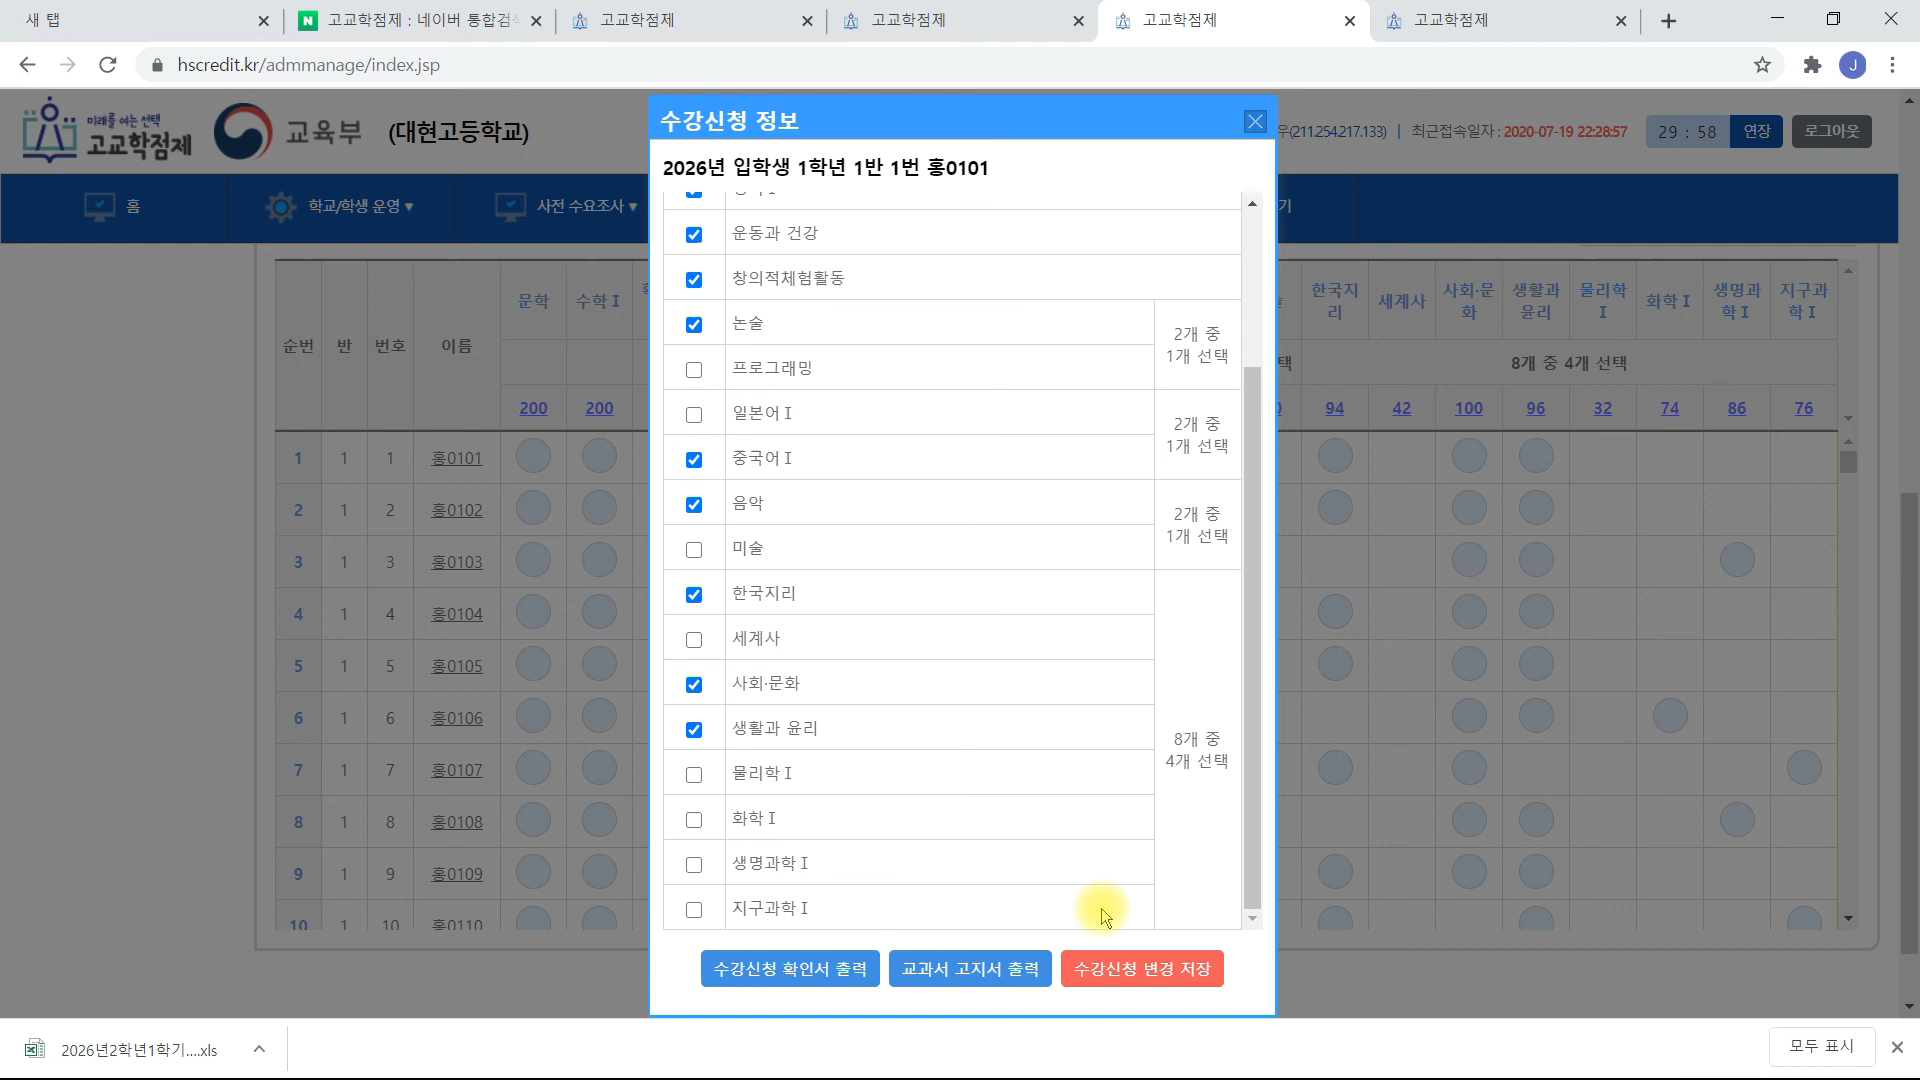 새 탭
고교학점제 : 네이버 통합검색
고교학점제
고교학점제
고교학점제
고교학점제
hscredit.kr/admmanage/index.jsp
J
미래를 여는 선택
고교학점제
교육부
(대현고등학교)
우(211.254.217.133) | 최근접속일자 : 2020-07-19 22:28:57
29 : 58
연장
로그아웃
홈
학교/학생 운영 ▾
사전 수요조사 ▾
기
수강신청 정보
2026년 입학생 1학년 1반 1번 홍0101
운동과 건강
창의적체험활동
논술
프로그래밍
2개 중
1개 선택
일본어 I
중국어 I
2개 중
1개 선택
음악
미술
2개 중
1개 선택
한국지리
세계사
사회·문화
생활과 윤리
물리학 I
화학 I
생명과학 I
지구과학 I
8개 중
4개 선택
수강신청 확인서 출력
교과서 고지서 출력
수강신청 변경 저장
순번 반 번호 이름
문학 수학 I
200 200
한국지리 세계사 사회·문화 생활과 윤리 물리학 I 화학 I 생명과학 I 지구과학 I
택
8개 중 4개 선택
94 42 100 96 32 74 86 76
1 1 1 홍0101
2 1 2 홍0102
3 1 3 홍0103
4 1 4 홍0104
5 1 5 홍0105
6 1 6 홍0106
7 1 7 홍0107
8 1 8 홍0108
9 1 9 홍0109
10 1 10 홍0110
2026년2학년1학기....xls
모두 표시